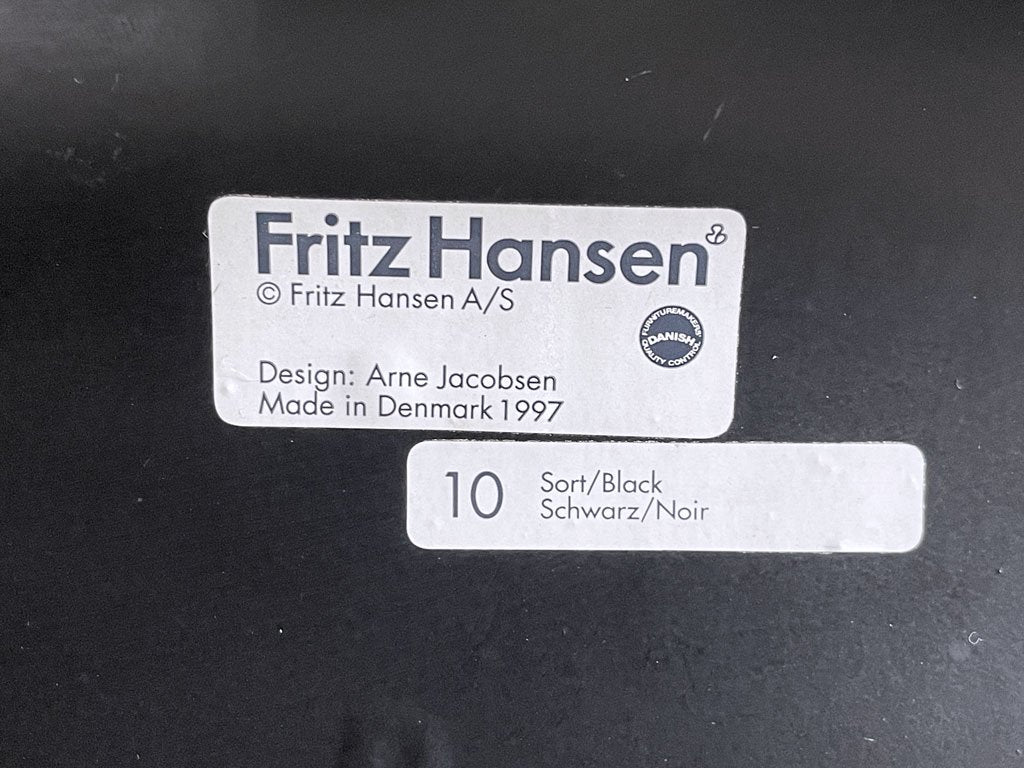 Fritz Hansen
© Fritz Hansen A/S
FURNITUREMAKERS'
DANISH
QUALITY CONTROL
Design: Arne Jacobsen
Made in Denmark 1997
10
Sort/Black
Schwarz/Noir